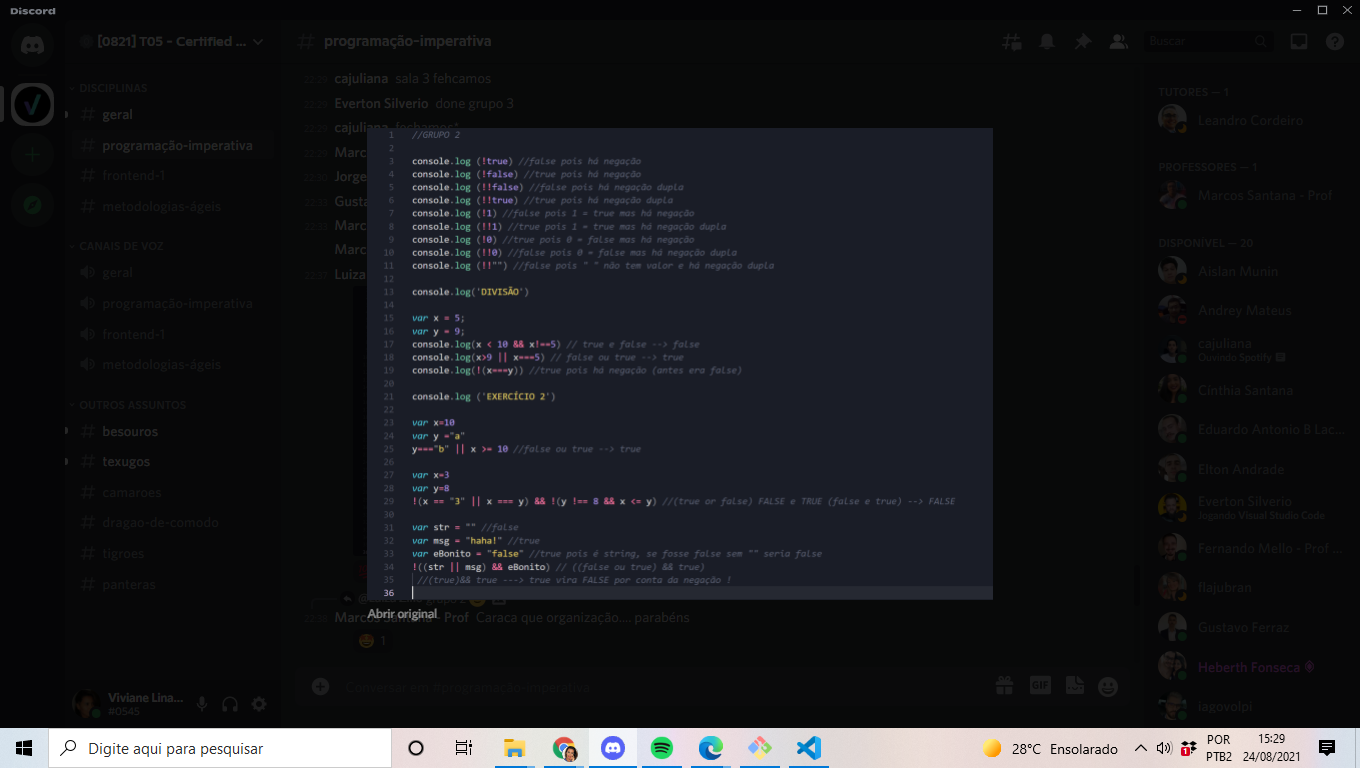 Discord
[0821] T05 - Certified ...
# programação-imperativa
Buscar
DISCIPLINAS
# geral
# programação-imperativa
# frontend-1
# metodologias-ágeis
CANAIS DE VOZ
geral
programação-imperativa
frontend-1
metodologias-ageis
OUTROS ASSUNTOS
# besouros
# texugos
# camaroes
# dragao-de-comodo
# tigroes
# panteras
Viviane Lina...
#0545
cajuliana sala 3 fehcamos
Everton Silverio done grupo 3
cajuliana fechamos*
Marc
Jorge
Gusta
Marc
Marc
Luiza
1 //GRUPO 2
2
3 console.log (!true) //false pois há negação
4 console.log (!false) //true pois há negação
5 console.log (!!false) //false pois há negação dupla
6 console.log (!!true) //true pois há negação dupla
7 console.log (!1) //false pois 1 = true mas há negação
8 console.log (!!1) //true pois 1 = true mas há negação dupla
9 console.log (!0) //true pois 0 = false mas há negação
10 console.log (!!0) //false pois 0 = false mas há negação dupla
11 console.log (!!"") //false pois " " não tem valor e há negação dupla
12
13 console.log('DIVISÃO')
14
15 var x = 5;
16 var y = 9;
17 console.log(x < 10 && x!==5) // true e false --> false
18 console.log(x>9 || x===5) // false ou true --> true
19 console.log(!(x===y)) //true pois há negação (antes era false)
20
21 console.log ('EXERCÍCIO 2')
22
23 var x=10
24 var y ="a"
25 y==="b" || x >= 10 //false ou true --> true
26
27 var x=3
28 var y=8
29 !(x == "3" || x === y) && !(y !== 8 && x <= y) //(true or false) FALSE e TRUE (false e true) --> FALSE
30
31 var str = "" //false
32 var msg = "haha!" //true
33 var eBonito = "false" //true pois é string, se fosse false sem "" seria false
34 !((str || msg) && eBonito) // ((false ou true) && true)
35 //(true)&& true ---> true vira FALSE por conta da negação !
36
Abrir original
Marcos Santana - Prof Caraca que organização.... parabéns
1
Conversar em #programação-imperativa
GIF
TUTORES — 1
Leandro Cordeiro
PROFESSORES — 1
Marcos Santana - Prof
DISPONÍVEL — 20
Aislan Munin
Andrey Mateus
cajuliana
Ouvindo Spotify
Cinthia Santana
Eduardo Antonio B Lac...
Elton Andrade
Everton Silverio
Jogando Visual Studio Code
Fernando Mello - Prof ...
flajubran
Gustavo Ferraz
Heberth Fonseca
iagovolpi
Digite aqui para pesquisar
28°C Ensolarado
1
POR
PTB2
15:29
24/08/2021